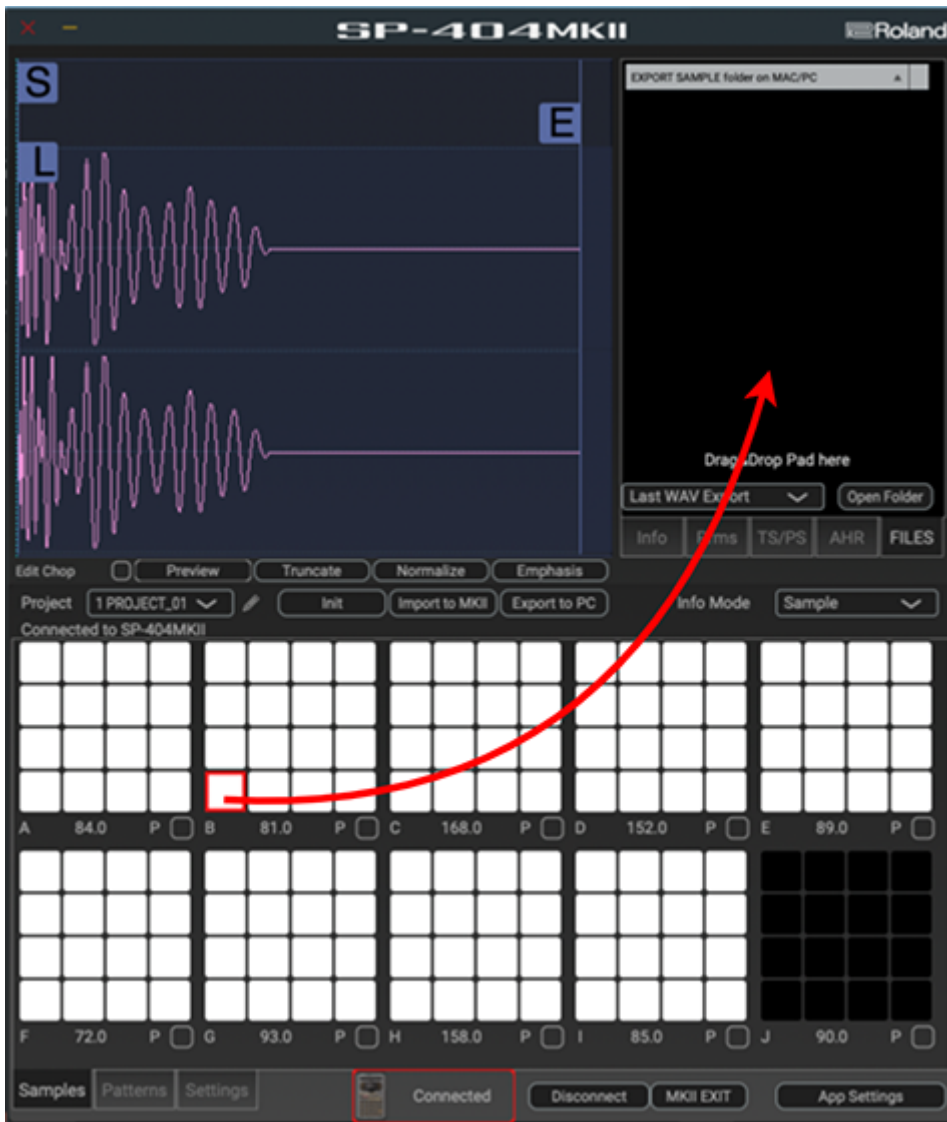 SP-404MKII
Roland
S
EXPORT SAMPLE folder on MAC/PC
E
L
Drag&Drop Pad here
Last WAV Export
Open Folder
Info Prms TS/PS AHR FILES
Edit Chop Preview Truncate Normalize Emphasis
Project 1 PROJECT_01 Init Import to MKII Export to PC Info Mode Sample
Connected to SP-404MKII
A 84.0 P B 81.0 P C 168.0 P D 152.0 P E 89.0 P
F 72.0 P G 93.0 P H 158.0 P I 85.0 P J 90.0 P
Samples Patterns Settings Connected Disconnect MKII EXIT App Settings